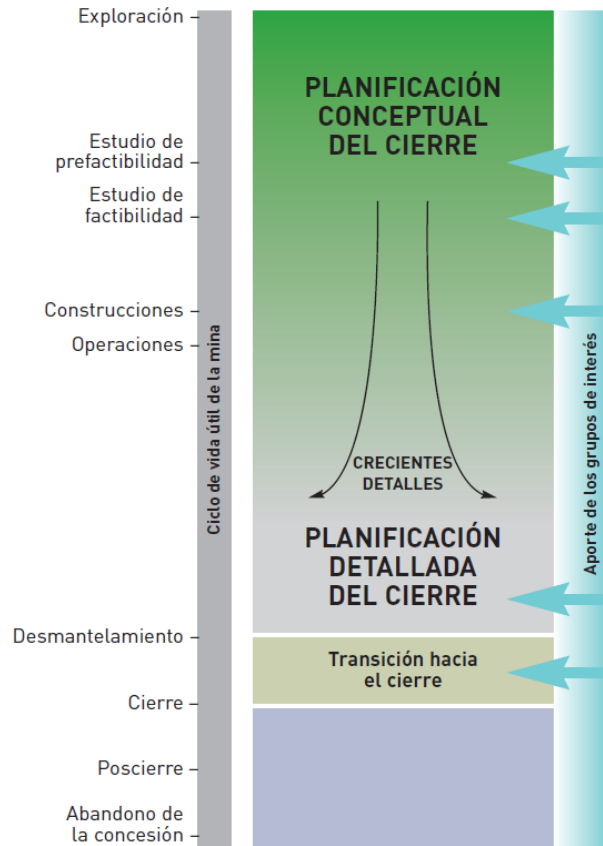 Exploración
Estudio de
prefactibilidad
Estudio de
factibilidad
Construcciones
Operaciones
Desmantelamiento
Cierre
Poscierre
Abandono de
la concesión
Ciclo de vida útil de la mina
PLANIFICACIÓN
CONCEPTUAL
DEL CIERRE
CRECIENTES
DETALLES
PLANIFICACIÓN
DETALLADA
DEL CIERRE
Transición hacia
el cierre
Aporte de los grupos de interés